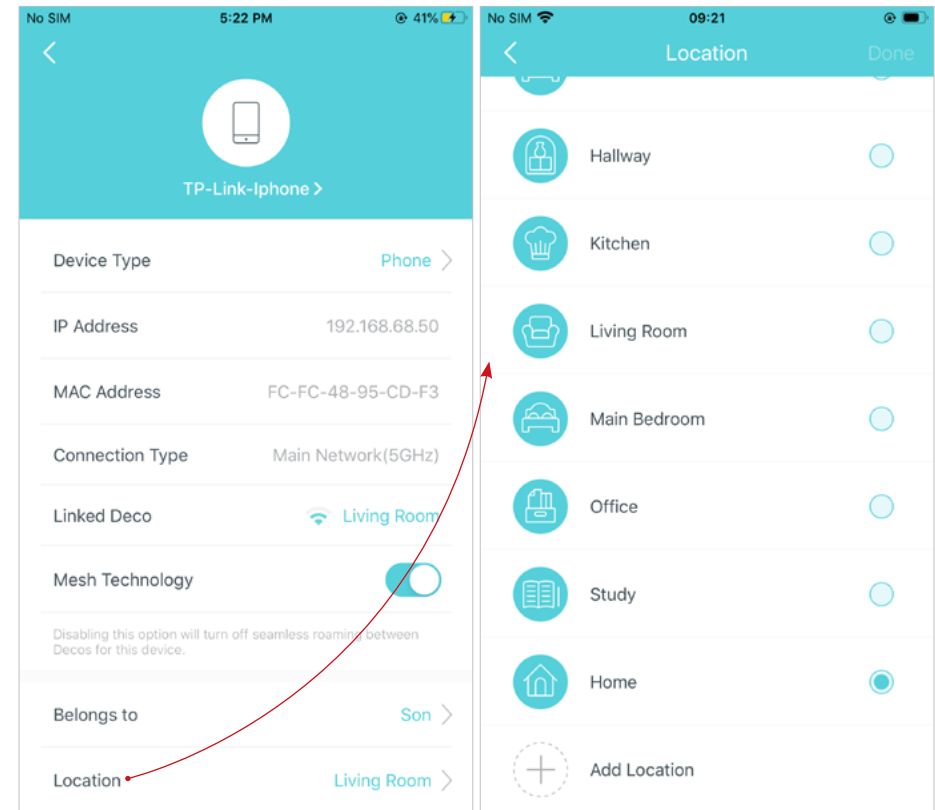 No SIM 5:22 PM 41%
TP-Link-Iphone >
Device Type Phone >
IP Address 192.168.68.50
MAC Address FC-FC-48-95-CD-F3
Connection Type Main Network(5GHz)
Linked Deco Living Room
Mesh Technology
Disabling this option will turn off seamless roaming between
Decos for this device.
Belongs to Son >
Location Living Room >
No SIM 09:21
Location Done
Hallway
Kitchen
Living Room
Main Bedroom
Office
Study
Home
Add Location